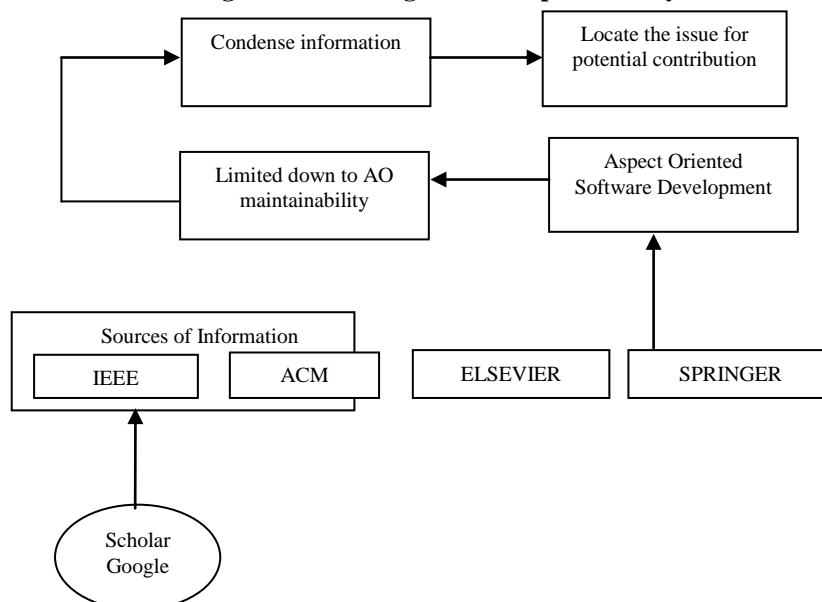 Condense information
Locate the issue for
potential contribution
Limited down to AO
maintainability
Aspect Oriented
Software Development
Sources of Information
IEEE
ACM
ELSEVIER
SPRINGER
Scholar
Google